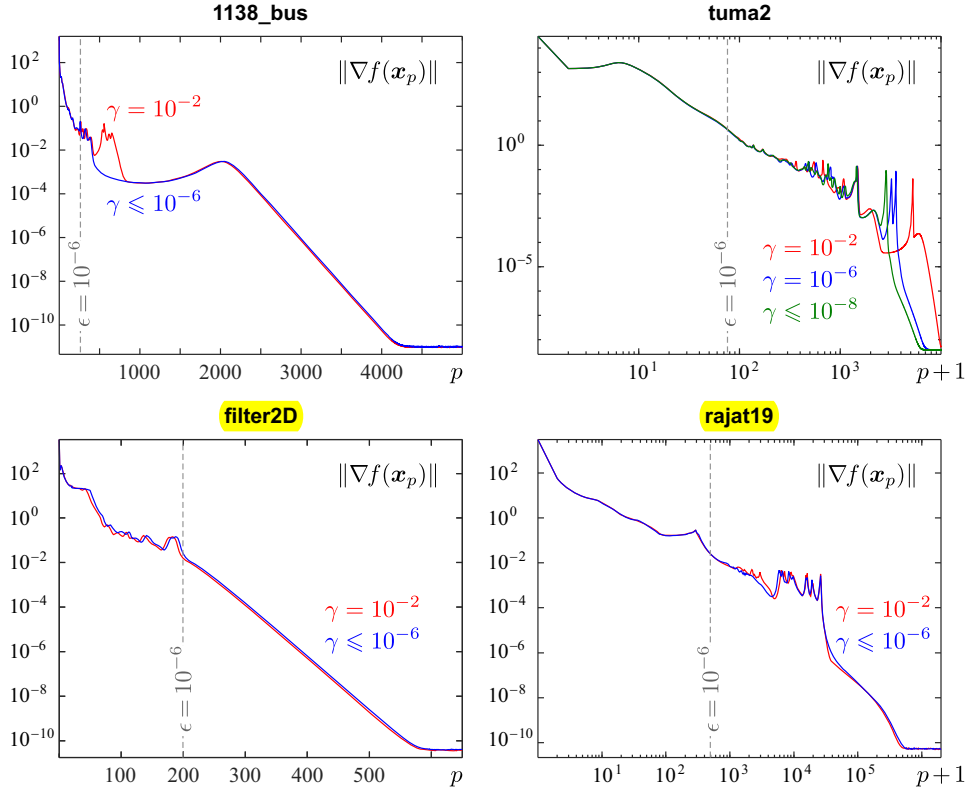 1138_bus
10^2
10^0
10^−2
10^−4
10^−6
10^−8
10^−10
‖∇f(x_p)‖
γ = 10^−2
γ ⩽ 10^−6
ϵ = 10^−6
1000 2000 3000 4000 p
tuma2
10^0
10^−5
‖∇f(x_p)‖
γ = 10^−2
γ = 10^−6
γ ⩽ 10^−8
ϵ = 10^−6
10^1 10^2 10^3 p + 1
filter2D
10^2
10^0
10^−2
10^−4
10^−6
10^−8
10^−10
‖∇f(x_p)‖
γ = 10^−2
γ ⩽ 10^−6
ϵ = 10^−6
100 200 300 400 500 p
rajat19
10^2
10^0
10^−2
10^−4
10^−6
10^−8
10^−10
‖∇f(x_p)‖
γ = 10^−2
γ ⩽ 10^−6
ϵ = 10^−6
10^1 10^2 10^3 10^4 10^5 p + 1